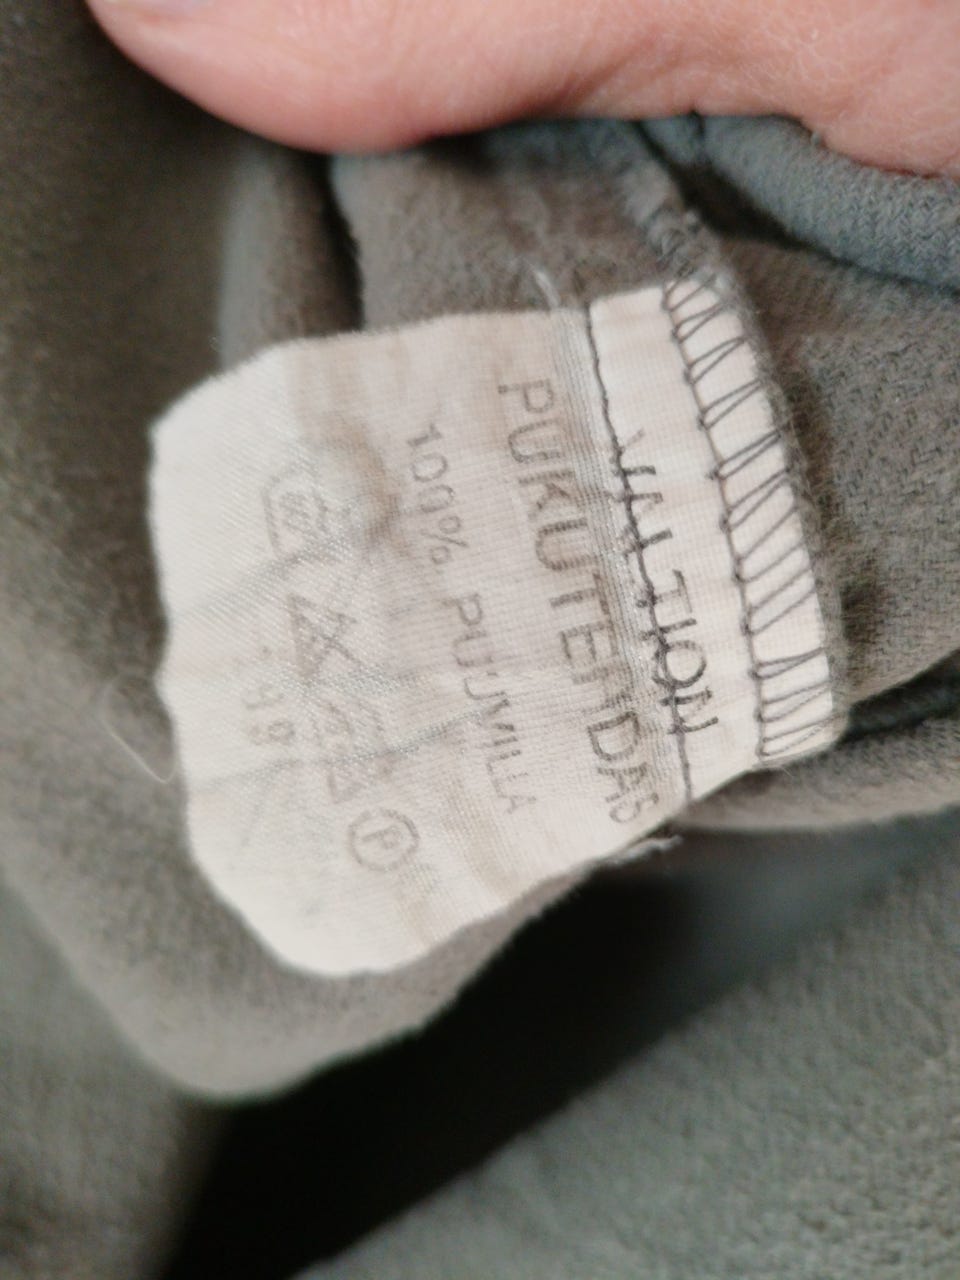 VALTION
PUKUTEHDAS
100% PUUVILLA
P